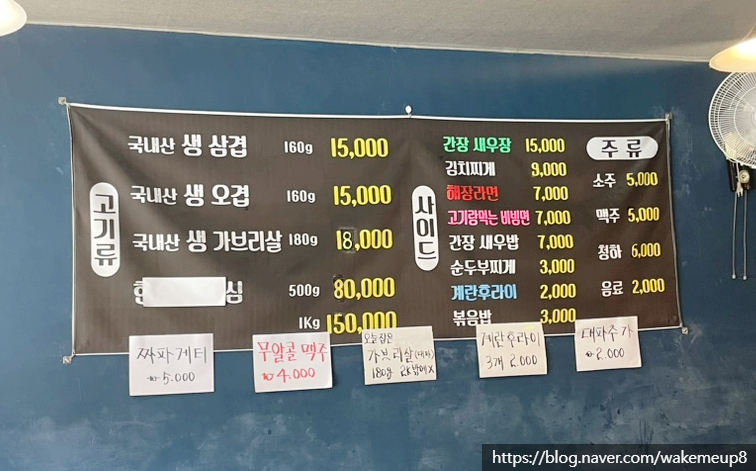 고기류
국내산 생 삼겹 160g 15,000
국내산 생 오겹 160g 15,000
국내산 생 가브리살 180g 18,000
심 500g 80,000
1Kg 150,000
사이드
간장 새우장 15,000
김치찌게 9,000
해장라면 7,000
고기랑먹는 비빔면 7,000
간장 새우밥 7,000
순두부찌게 3,000
계란후라이 2,000
볶음밥 3,000
주류
소주 5,000
맥주 5,000
청하 6,000
음료 2,000
짜파게티
₩5.000
무알콜 맥주
₩4.000
가브리살
180g
계란후라이
3개 2.000
대파추가
₩2.000
https://blog.naver.com/wakemeup8